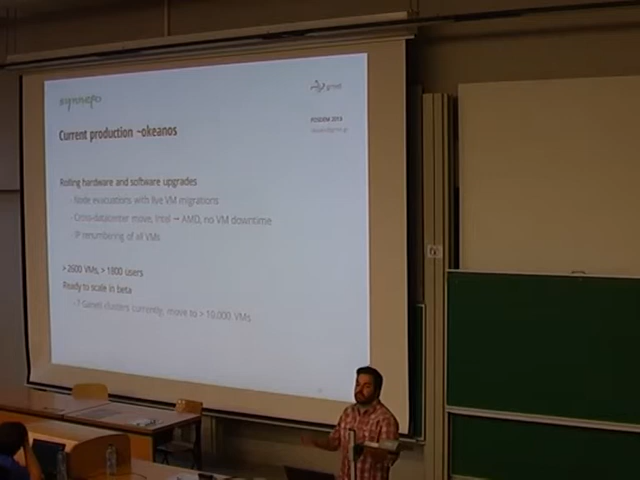 synnefo
grnet
FOSDEM 2013
Current production ~okeanos
Rolling hardware and software upgrades
- Node evacuations with live VM migrations
- Cross-datacenter move, Intel → AMD, no VM downtime
- IP renumbering of all VMs
> 2600 VMs, > 1800 users
Ready to scale in beta
- 7 Ganeti clusters currently, move to > 10.000 VMs